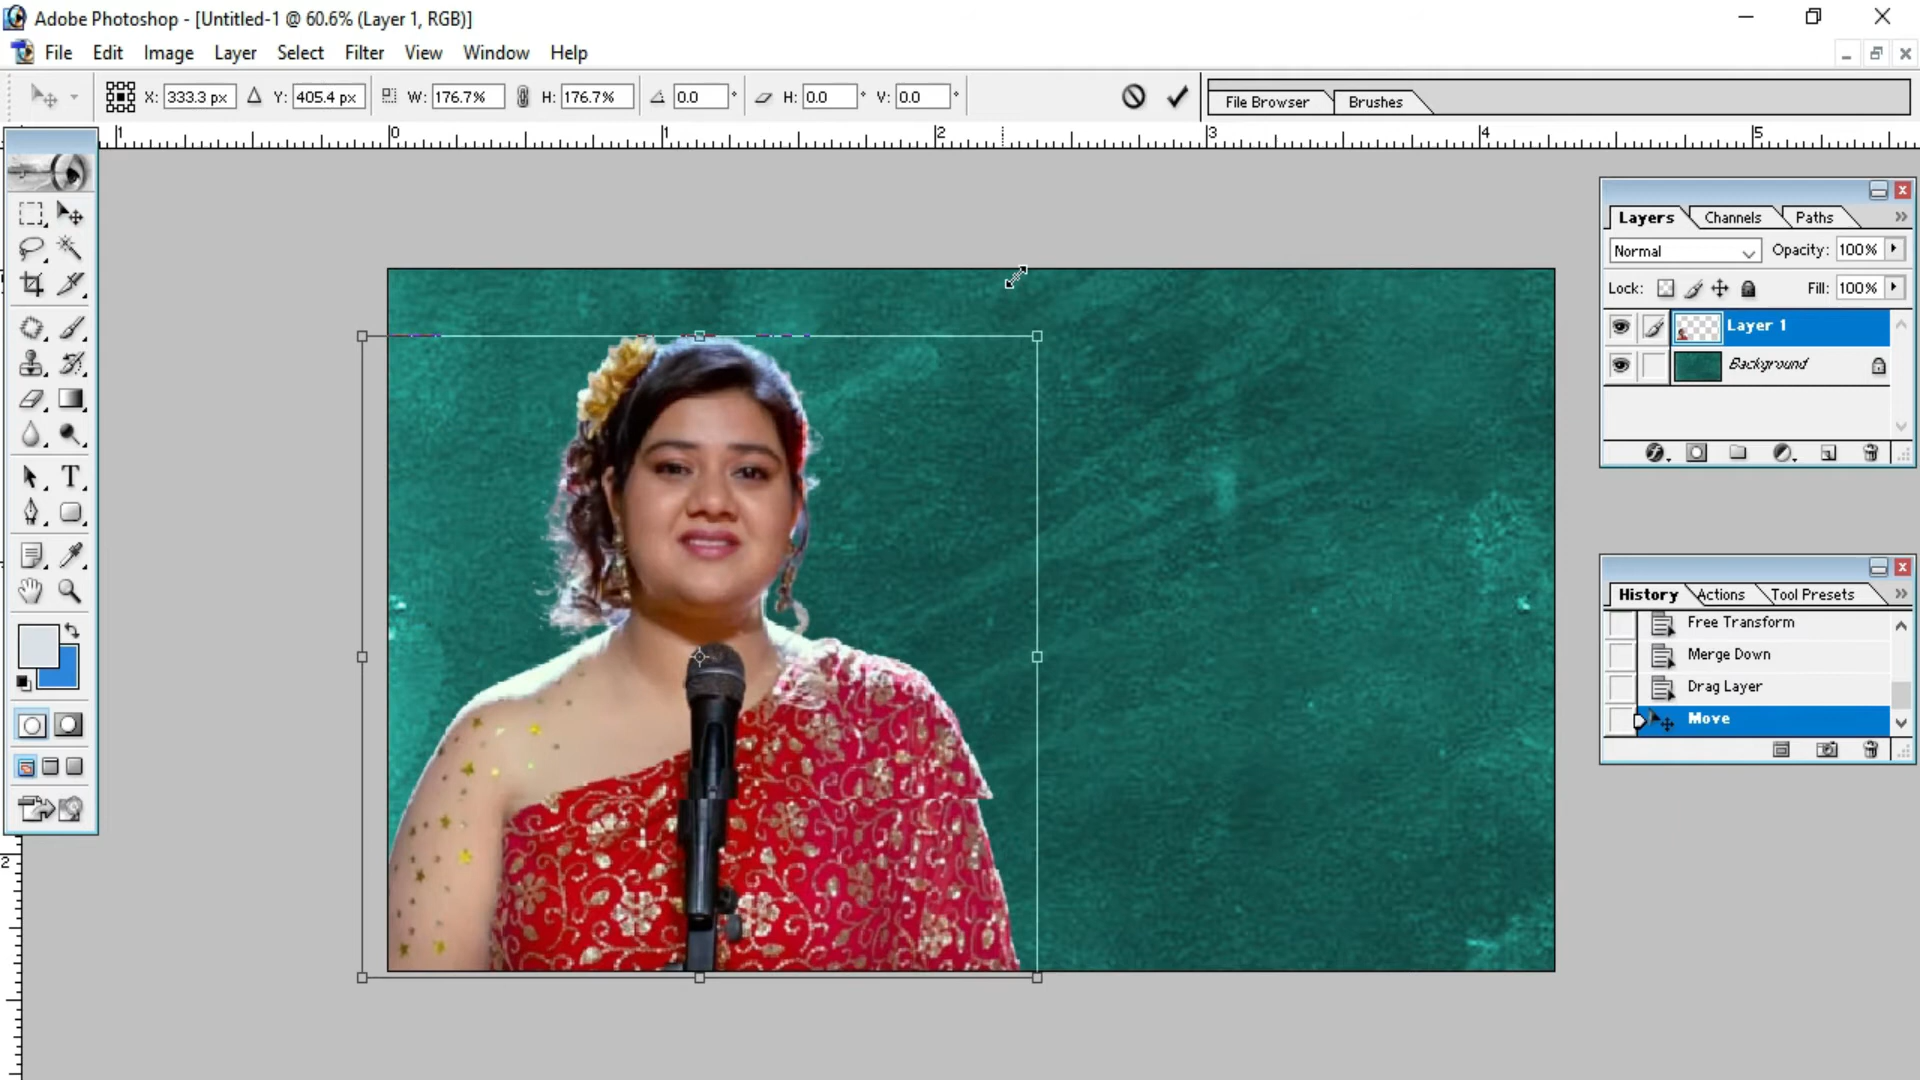 Adobe Photoshop - [Untitled-1 @ 60.6% (Layer 1, RGB)]
File Edit Image Layer Select Filter View Window Help
X: 333.3 px Y: 405.4 px W: 176.7% H: 176.7% 0.0 ° H: 0.0 ° V: 0.0 ° File Browser Brushes
1 0 1 2 3 4 5
Layers Channels Paths
Normal Opacity: 100%
Lock: Fill: 100%
Layer 1
Background
T
History Actions Tool Presets
Free Transform
Merge Down
Drag Layer
Move
2